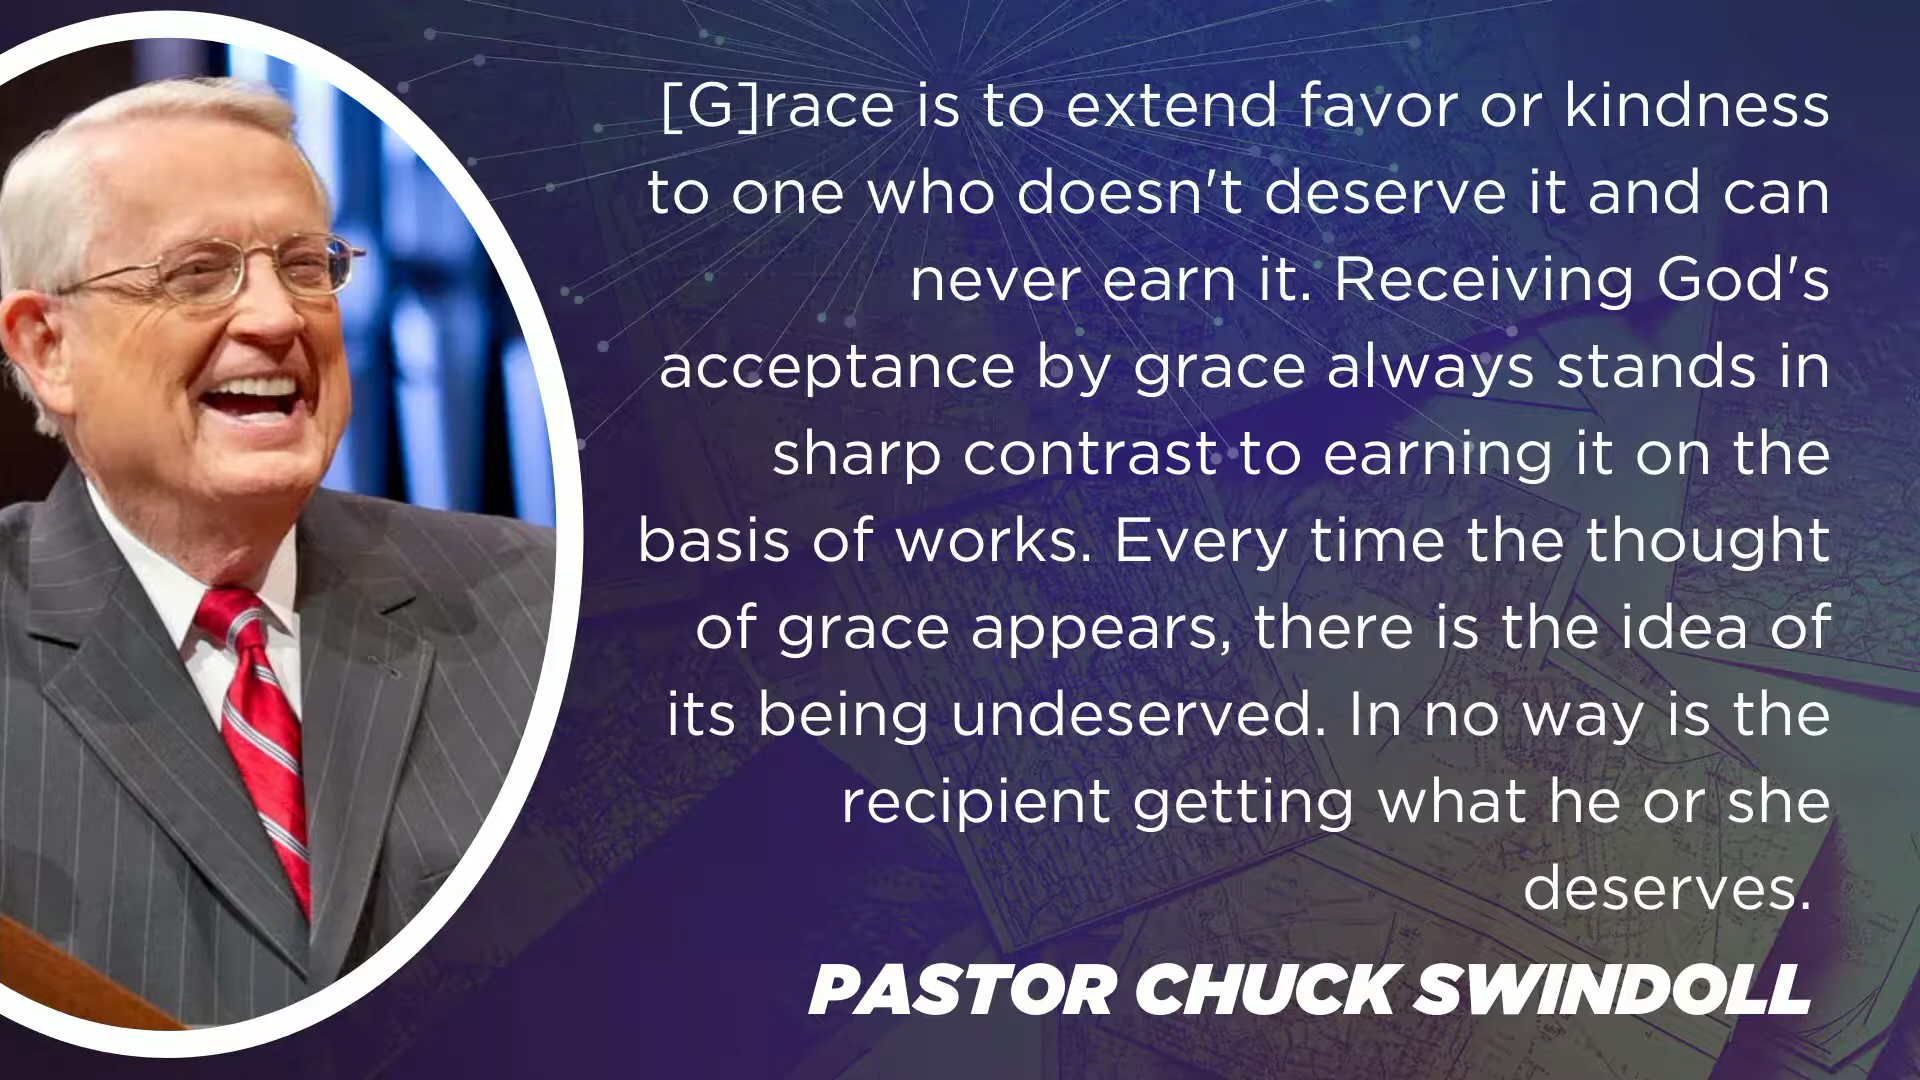 [G]race is to extend favor or kindness
to one who doesn't deserve it and can
never earn it. Receiving God's
acceptance by grace always stands in
sharp contrast to earning it on the
basis of works. Every time the thought
of grace appears, there is the idea of
its being undeserved. In no way is the
recipient getting what he or she
deserves.
PASTOR CHUCK SWINDOLL